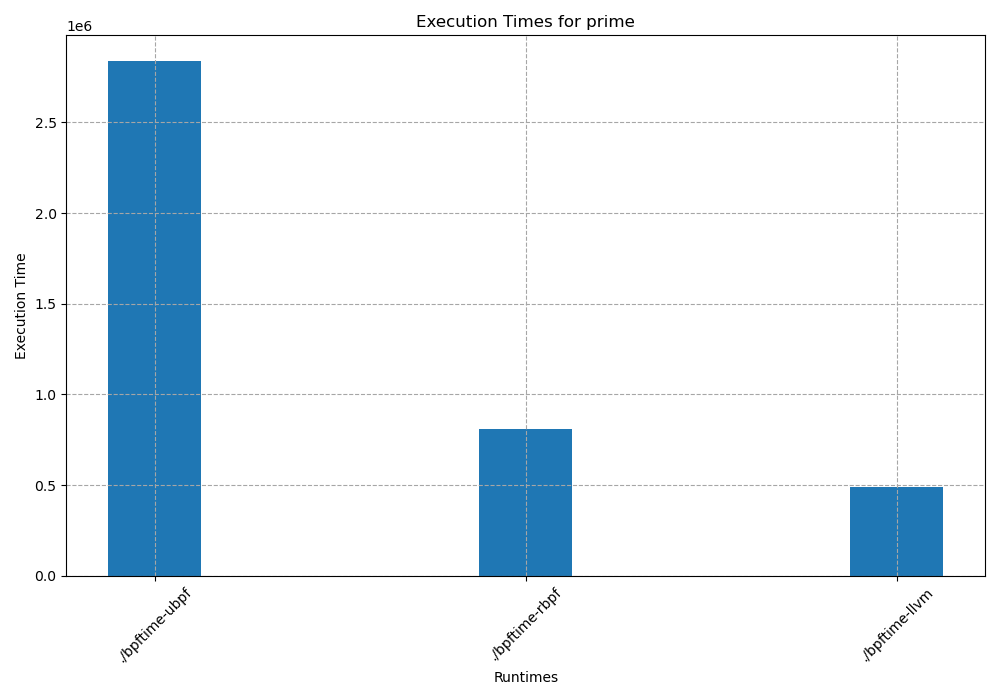 Execution Times for prime
1e6
2.5
2.0
1.5
1.0
0.5
0.0
Execution Time
./bpftime-ubpf
./bpftime-rbpf
./bpftime-llvm
Runtimes